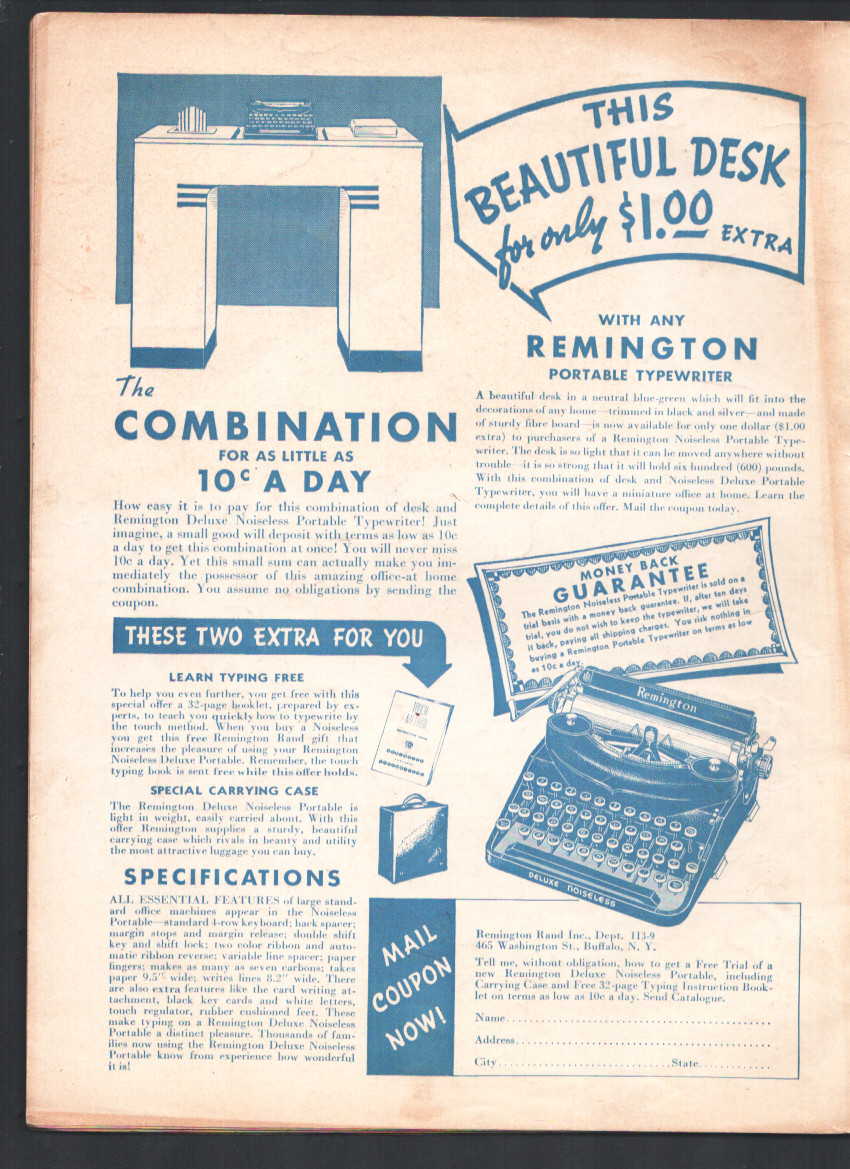 THIS
BEAUTIFUL DESK
for only $1.00 EXTRA
WITH ANY
REMINGTON
PORTABLE TYPEWRITER
A beautiful desk in a neutral blue-green which will fit into the
decorations of any home—trimmed in black and silver—and made
of sturdy fibre board—is now available for only one dollar ($1.00
extra) to purchasers of a Remington Noiseless Portable Type-
writer. The desk is so light that it can be moved anywhere without
trouble—it is so strong that it will hold six hundred (600) pounds.
With this combination of desk and Noiseless Deluxe Portable
Typewriter, you will have a miniature office at home. Learn the
complete details of this offer. Mail the coupon today.
The
COMBINATION
FOR AS LITTLE AS
10c A DAY
How easy it is to pay for this combination of desk and
Remington Deluxe Noiseless Portable Typewriter! Just
imagine, a small good will deposit with terms as low as 10c
a day to get this combination at once! You will never miss
10c a day. Yet this small sum can actually make you im-
mediately the possessor of this amazing office-at home
combination. You assume no obligations by sending the
coupon.
MONEY BACK
GUARANTEE
The Remington Noiseless Portable Typewriter is sold on a
trial basis with a money back guarantee. If, after ten days
trial, you do not wish to keep the typewriter, we will take
it back, paying all shipping charges. You risk nothing in
buying a Remington Portable Typewriter on terms as low
as 10c a day.
THESE TWO EXTRA FOR YOU
LEARN TYPING FREE
To help you even further, you get free with this
special offer a 32-page booklet, prepared by ex-
perts, to teach you quickly how to typewrite by
the touch method. When you buy a Noiseless
you get this free Remington Rand gift that
increases the pleasure of using your Remington
Noiseless Deluxe Portable. Remember, the touch
typing book is sent free while this offer holds.
TOUCH
METHOD
SPECIAL CARRYING CASE
The Remington Deluxe Noiseless Portable is
light in weight, easily carried about. With this
offer Remington supplies a sturdy, beautiful
carrying case which rivals in beauty and utility
the most attractive luggage you can buy.
Remington
DELUXE NOISELESS
SPECIFICATIONS
ALL ESSENTIAL FEATURES of large stand-
ard office machines appear in the Noiseless
Portable—standard 4-row keyboard; back spacer;
margin stops and margin release; double shift
key and shift lock; two color ribbon and auto-
matic ribbon reverse; variable line spacer; paper
fingers; makes as many as seven carbons; takes
paper 9.5" wide; writes lines 8.2" wide. There
are also extra features like the card writing at-
tachment, black key cards and white letters,
touch regulator, rubber cushioned feet. These
make typing on a Remington Deluxe Noiseless
Portable a distinct pleasure. Thousands of fam-
ilies now using the Remington Deluxe Noiseless
Portable know from experience how wonderful
it is!
MAIL
COUPON
NOW!
Remington Rand Inc., Dept. 113-9
465 Washington St., Buffalo, N. Y.
Tell me, without obligation, how to get a Free Trial of a
new Remington Deluxe Noiseless Portable, including
Carrying Case and Free 32-page Typing Instruction Book-
let on terms as low as 10c a day. Send Catalogue.
Name
Address
City State